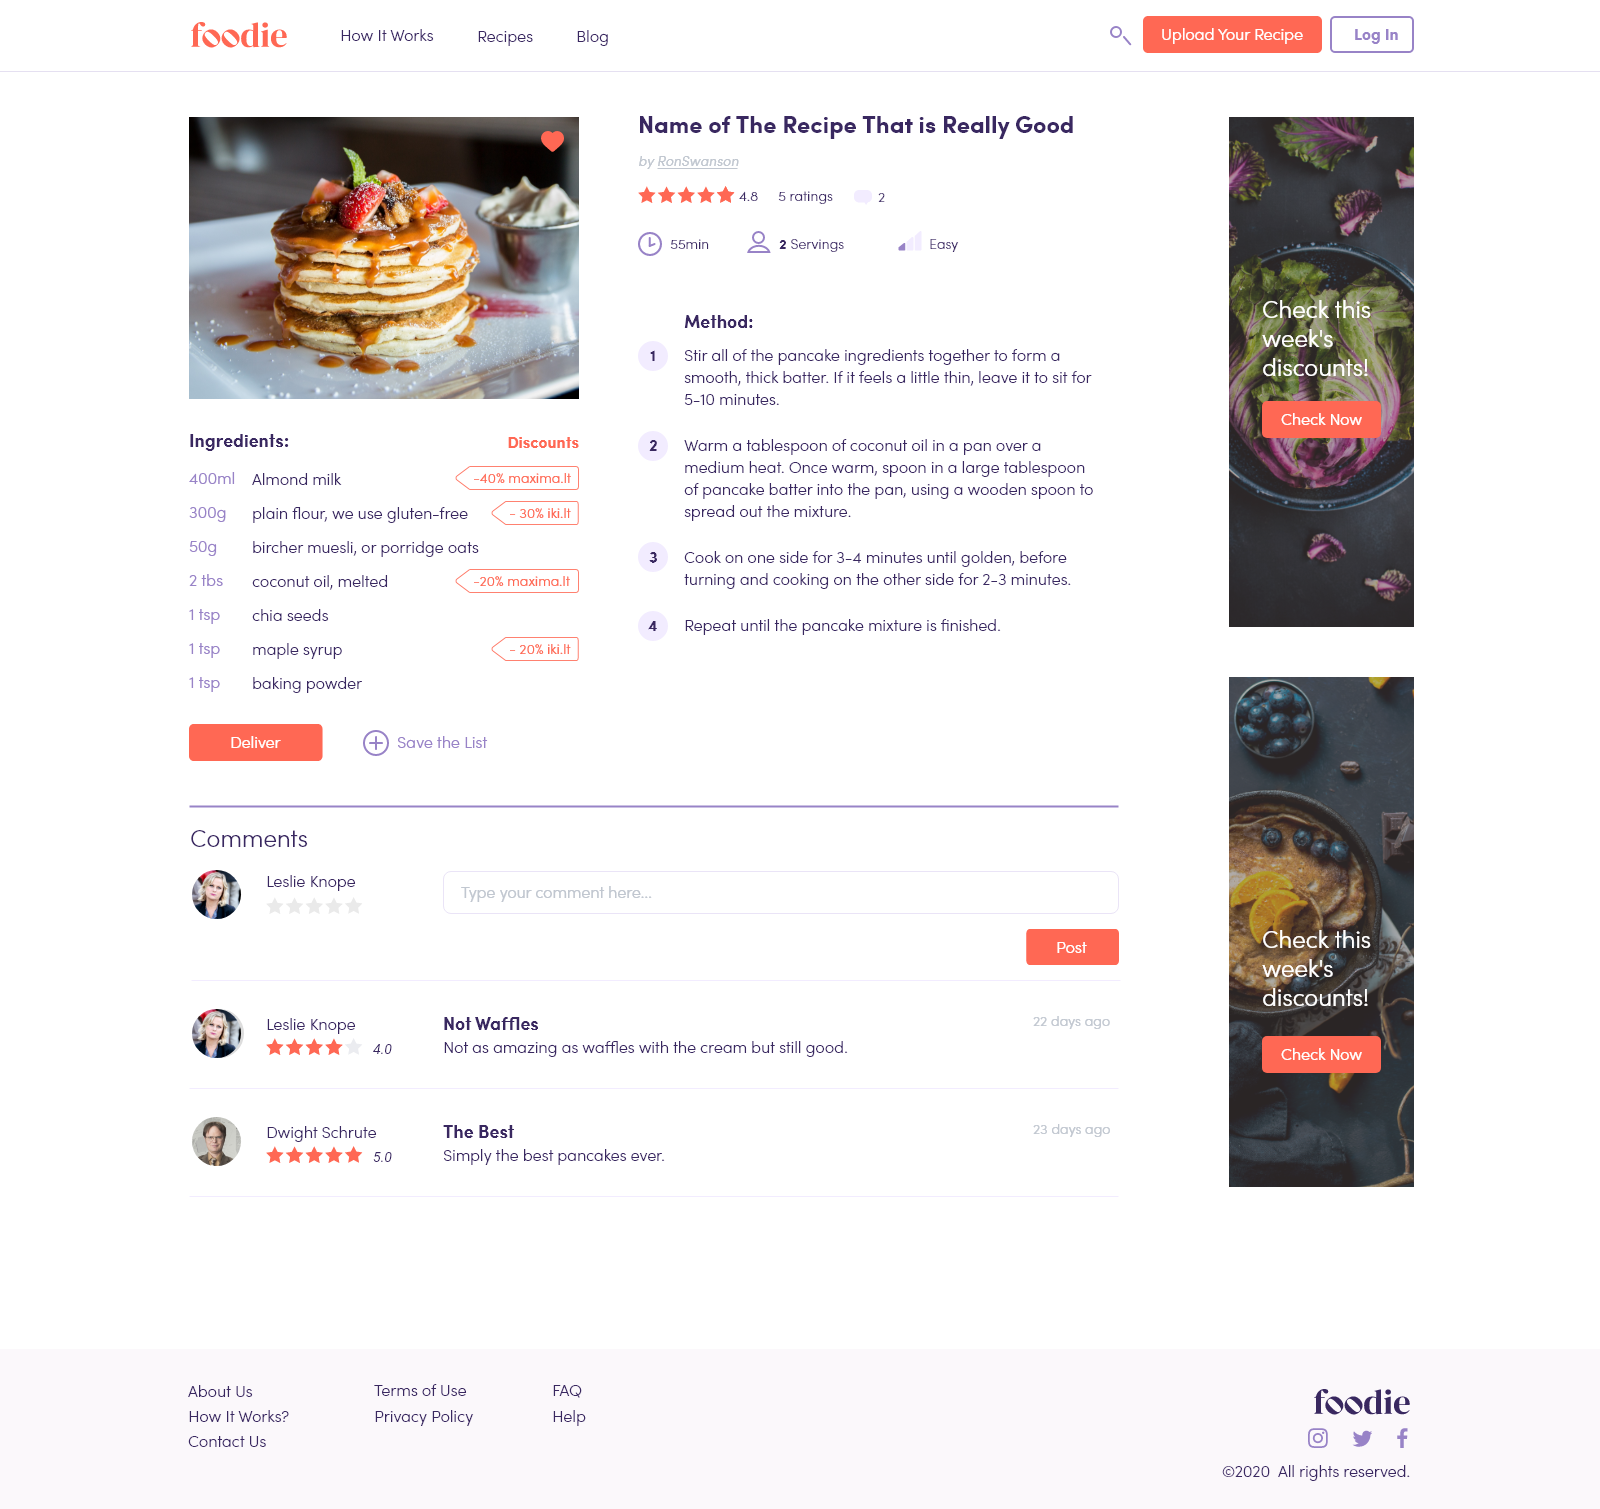 foodie
How It Works
Recipes
Blog
Upload Your Recipe
Log In
Name of The Recipe That is Really Good
by RonSwanson
4.8
5 ratings
2
55min
2 Servings
Easy
Ingredients:
Discounts
400ml Almond milk -40% maxima.lt
300g plain flour, we use gluten-free - 30% iki.lt
50g bircher muesli, or porridge oats
2 tbs coconut oil, melted -20% maxima.lt
1 tsp chia seeds
1 tsp maple syrup - 20% iki.lt
1 tsp baking powder
Deliver
Save the List
Method:
1 Stir all of the pancake ingredients together to form a
smooth, thick batter. If it feels a little thin, leave it to sit for
5-10 minutes.
2 Warm a tablespoon of coconut oil in a pan over a
medium heat. Once warm, spoon in a large tablespoon
of pancake batter into the pan, using a wooden spoon to
spread out the mixture.
3 Cook on one side for 3-4 minutes until golden, before
turning and cooking on the other side for 2-3 minutes.
4 Repeat until the pancake mixture is finished.
Check this
week's
discounts!
Check Now
Comments
Leslie Knope
Type your comment here...
Post
Leslie Knope
4.0
Not Waffles
Not as amazing as waffles with the cream but still good.
22 days ago
Dwight Schrute
5.0
The Best
Simply the best pancakes ever.
23 days ago
Check this
week's
discounts!
Check Now
About Us
How It Works?
Contact Us
Terms of Use
Privacy Policy
FAQ
Help
foodie
©2020 All rights reserved.